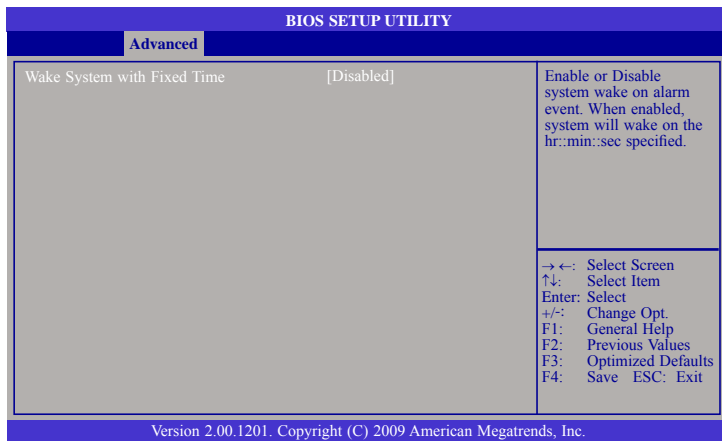 BIOS SETUP UTILITY
Advanced
Wake System with Fixed Time [Disabled]
Enable or Disable
system wake on alarm
event. When enabled,
system will wake on the
hr::min::sec specified.
→←: Select Screen
↑↓: Select Item
Enter: Select
+/-: Change Opt.
F1: General Help
F2: Previous Values
F3: Optimized Defaults
F4: Save ESC: Exit
Version 2.00.1201. Copyright (C) 2009 American Megatrends, Inc.